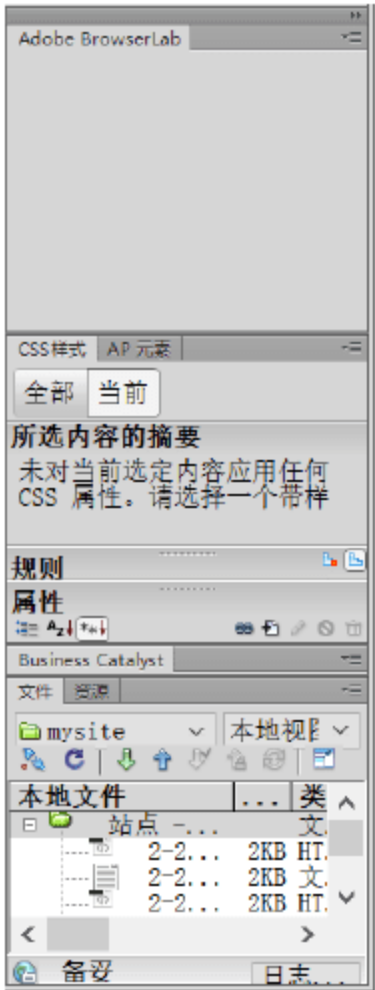 Adobe BrowserLab
CSS样式 AP 元素
全部 当前
所选内容的摘要
未对当前选定内容应用任何
CSS 属性。请选择一个带样
规则
属性
Business Catalyst
文件 资源
mysite 本地视图
本地文件 ... 类
站点 -... 文.
2-2... 2KB HT.
2-2... 2KB 文.
2-2... 2KB HT.
备妥 日志...